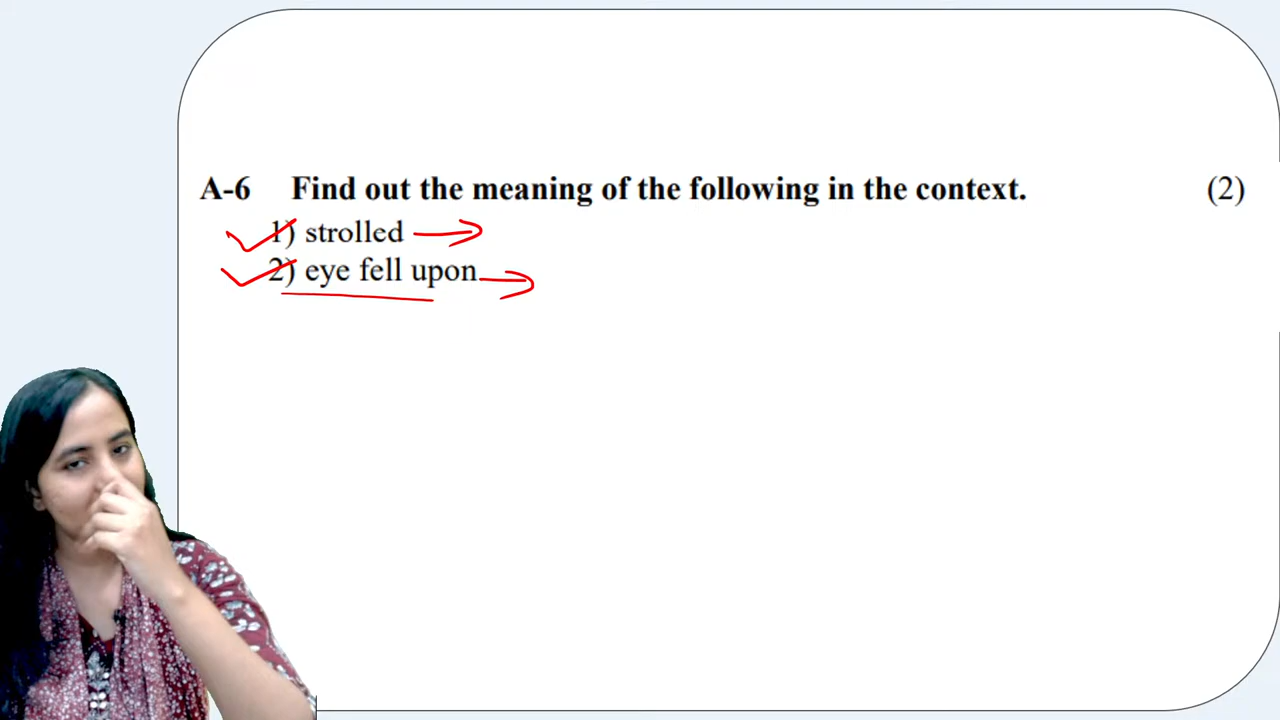 A-6 Find out the meaning of the following in the context. (2)
1) strolled
2) eye fell upon